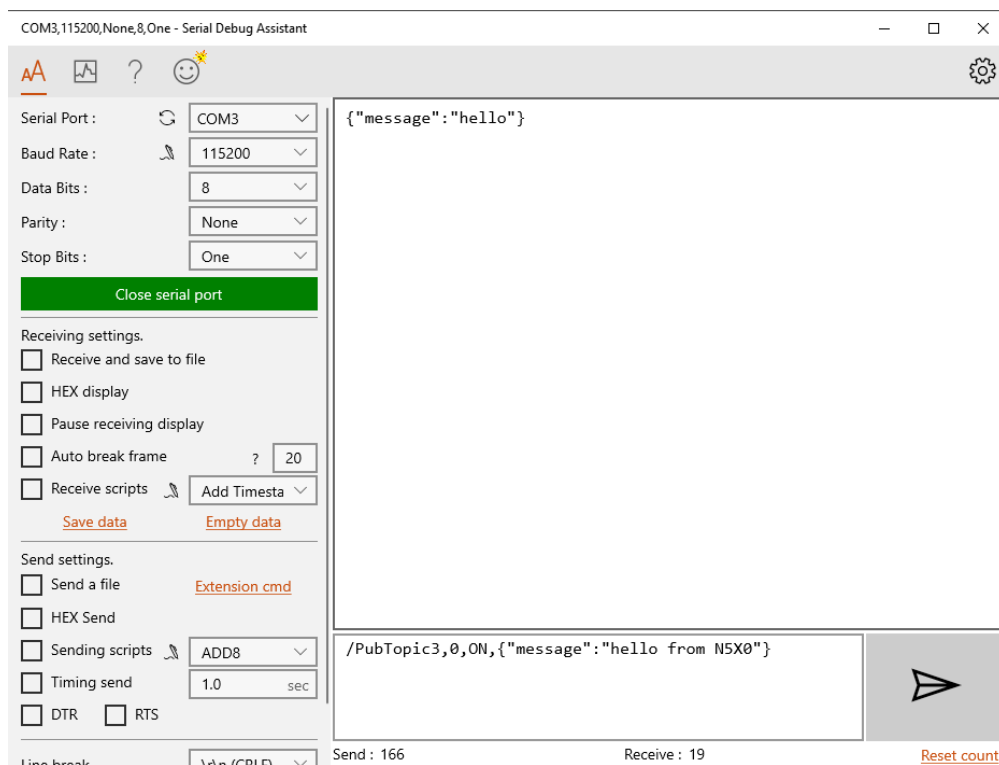 COM3,115200,None,8,One - Serial Debug Assistant
AA
?
Serial Port :
COM3
{"message":"hello"}
Baud Rate :
115200
Data Bits :
8
Parity :
None
Stop Bits :
One
Close serial port
Receiving settings.
Receive and save to file
HEX display
Pause receiving display
Auto break frame
?
20
Receive scripts
Add Timesta
Save data
Empty data
Send settings.
Send a file
Extension cmd
HEX Send
Sending scripts
ADD8
/PubTopic3,0,ON,{"message":"hello from N5X0"}
Timing send
1.0
sec
DTR
RTS
Line break
\r\n (CRLF)
Send : 166
Receive : 19
Reset count